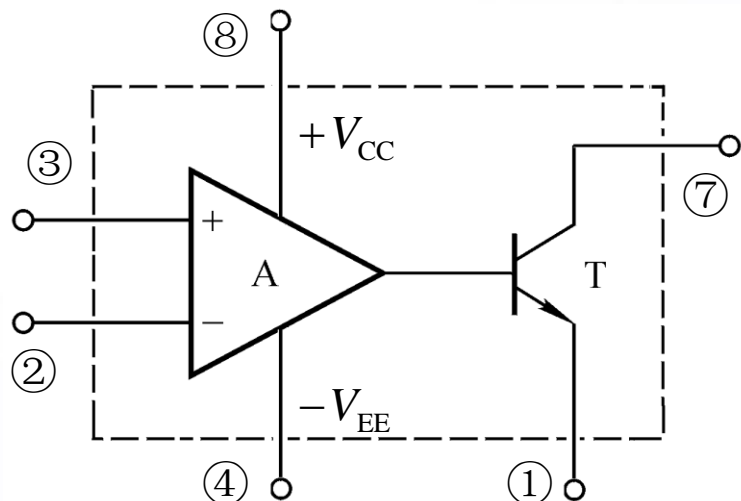 ⑧
+V_CC
③
⑦
+
A
T
−
②
−V_EE
④
①